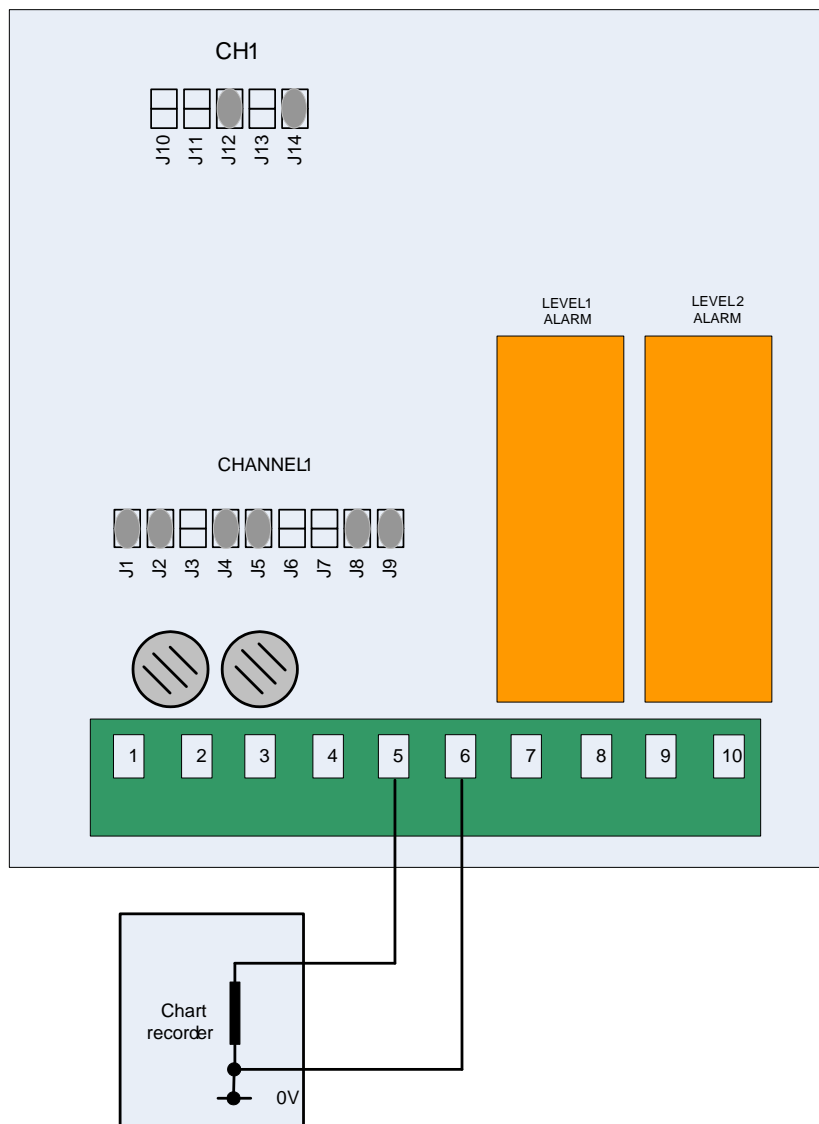 CH1
J10 J11 J12 J13 J14
LEVEL1
ALARM
LEVEL2
ALARM
CHANNEL1
J1 J2 J3 J4 J5 J6 J7 J8 J9
1 2 3 4 5 6 7 8 9 10
Chart
recorder
0V